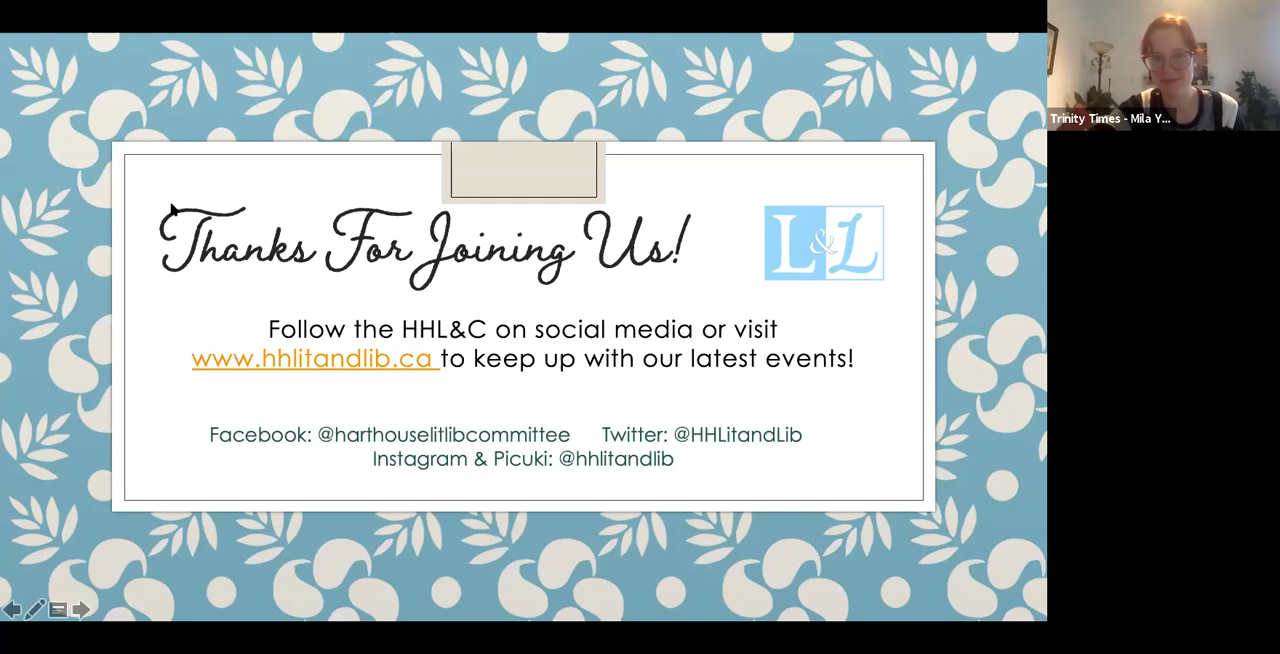 Trinity Times - Mila Y...
Thanks For Joining Us!
L&L
Follow the HHL&C on social media or visit
www.hhlitandlib.ca to keep up with our latest events!
Facebook: @harthouselitlibcommittee Twitter: @HHLitandLib
Instagram & Picuki: @hhlitandlib